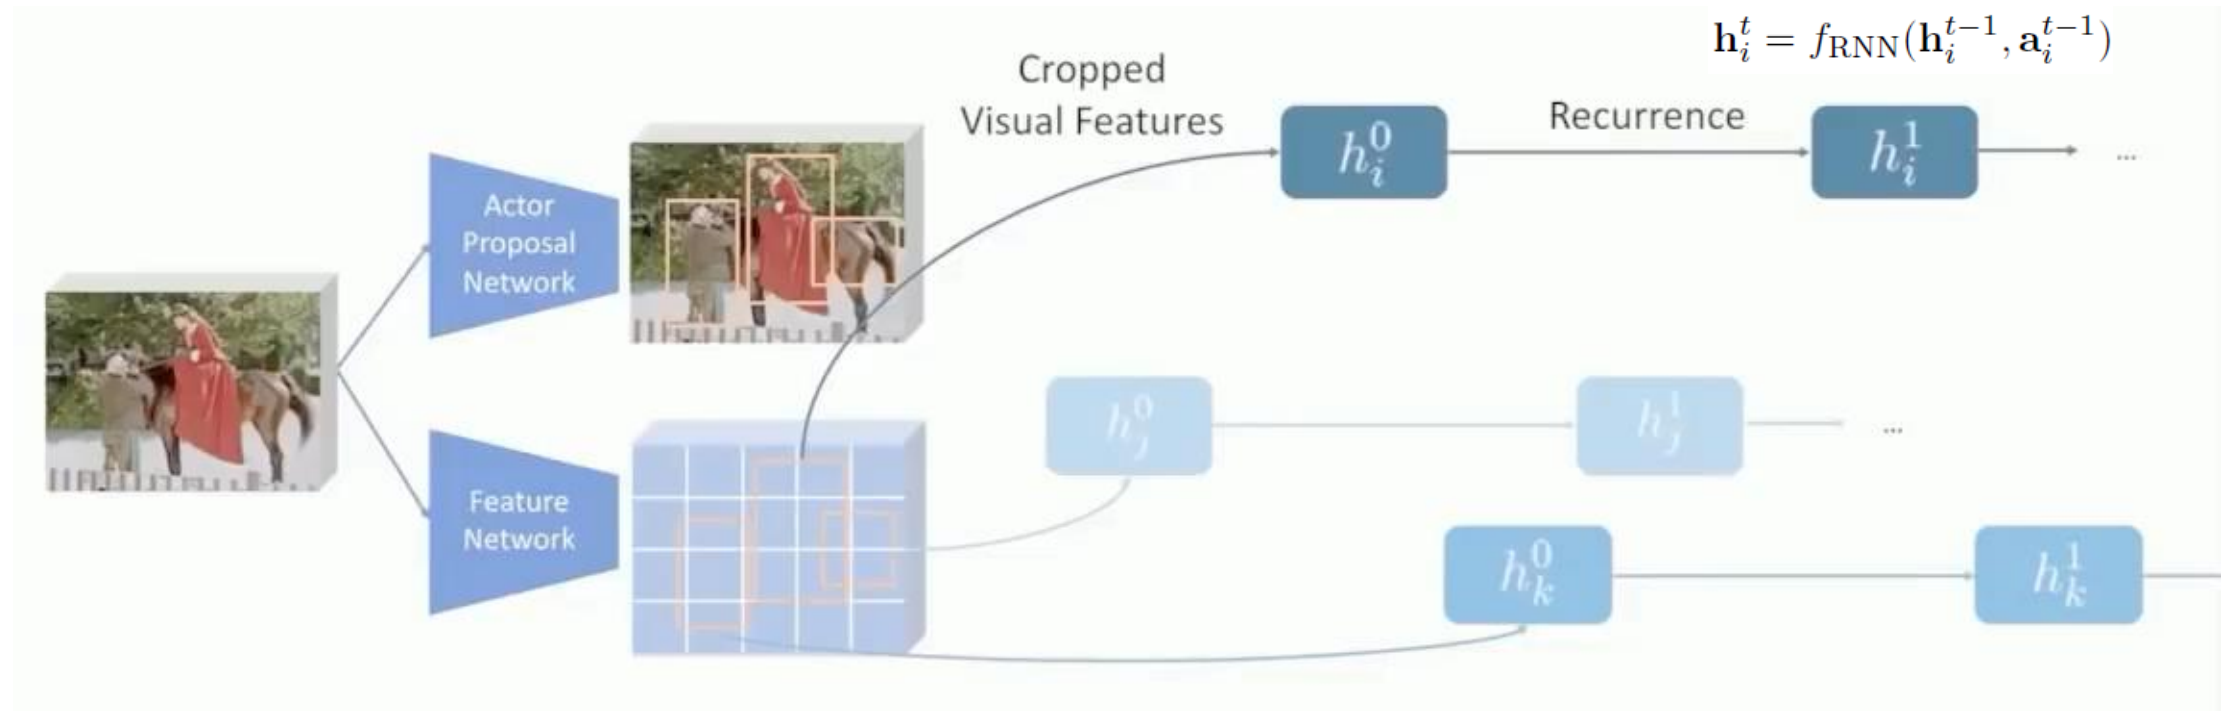 𝐡_i^t = f_RNN(𝐡_i^{t−1}, 𝐚_i^{t−1})
Cropped
Visual Features
Recurrence
h_i^0
h_i^1
...
Actor
Proposal
Network
h_j^0
h_j^1
...
Feature
Network
h_k^0
h_k^1